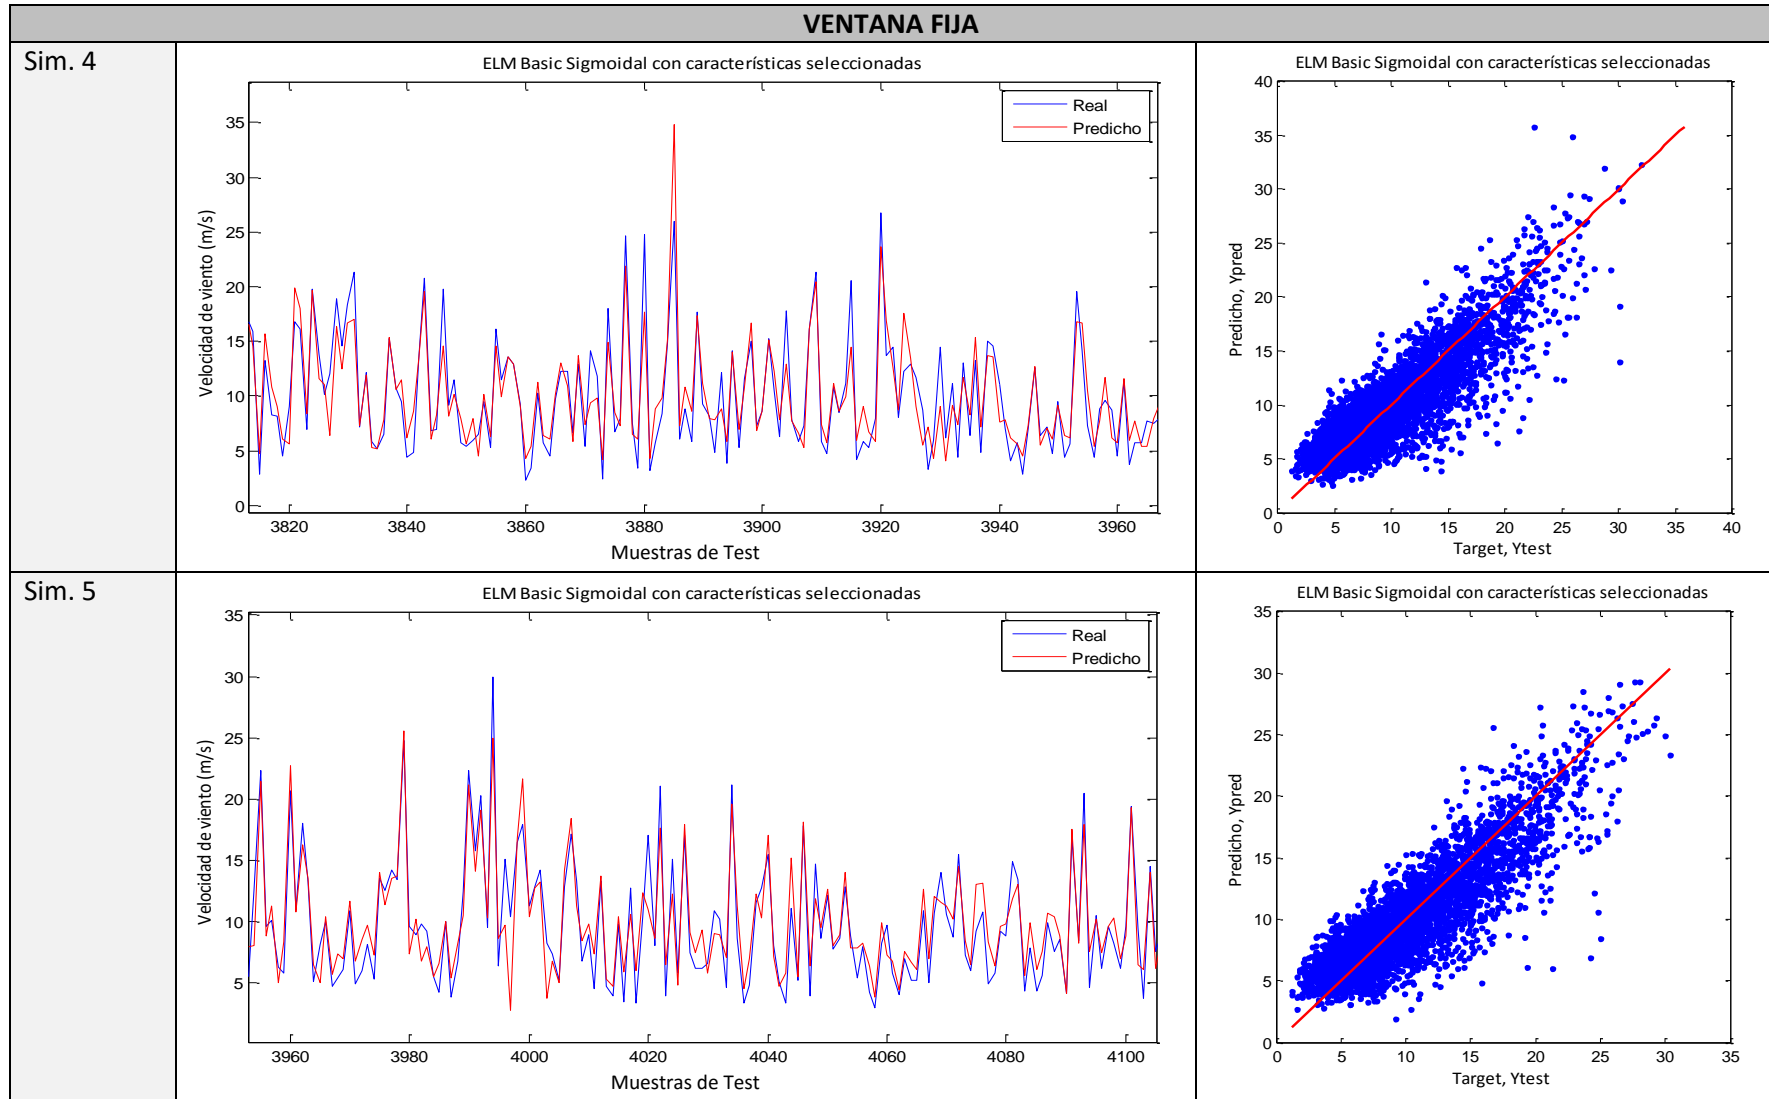 VENTANA FIJA
Sim. 4
ELM Basic Sigmoidal con características seleccionadas
Real
Predicho
Velocidad de viento (m/s)
35
30
25
20
15
10
5
0
3820 3840 3860 3880 3900 3920 3940 3960
Muestras de Test
ELM Basic Sigmoidal con características seleccionadas
Predicho, Ypred
40
35
30
25
20
15
10
5
0
0 5 10 15 20 25 30 35 40
Target, Ytest
Sim. 5
ELM Basic Sigmoidal con características seleccionadas
Real
Predicho
Velocidad de viento (m/s)
35
30
25
20
15
10
5
3960 3980 4000 4020 4040 4060 4080 4100
Muestras de Test
ELM Basic Sigmoidal con características seleccionadas
Predicho, Ypred
35
30
25
20
15
10
5
0
0 5 10 15 20 25 30 35
Target, Ytest